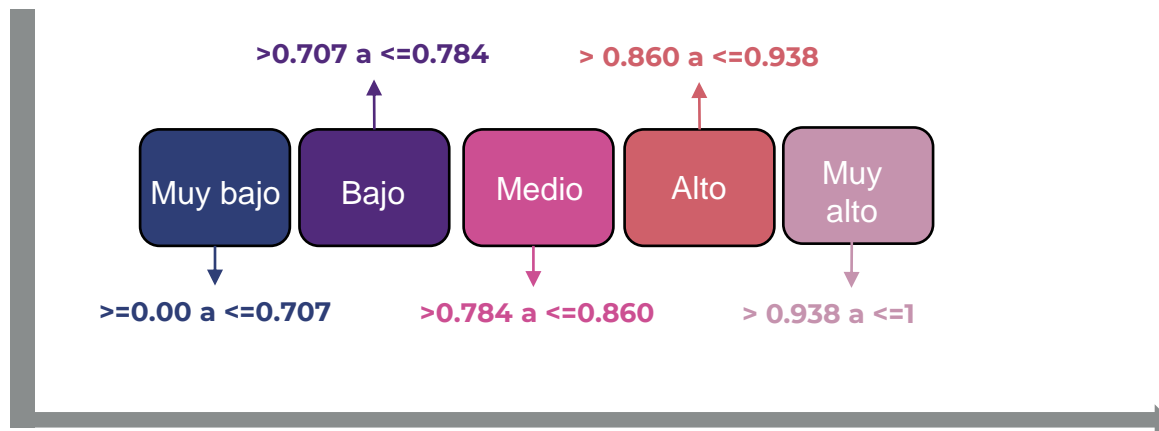 >0.707 a <=0.784
> 0.860 a <=0.938
Muy bajo
Bajo
Medio
Alto
Muy
alto
>=0.00 a <=0.707
>0.784 a <=0.860
> 0.938 a <=1